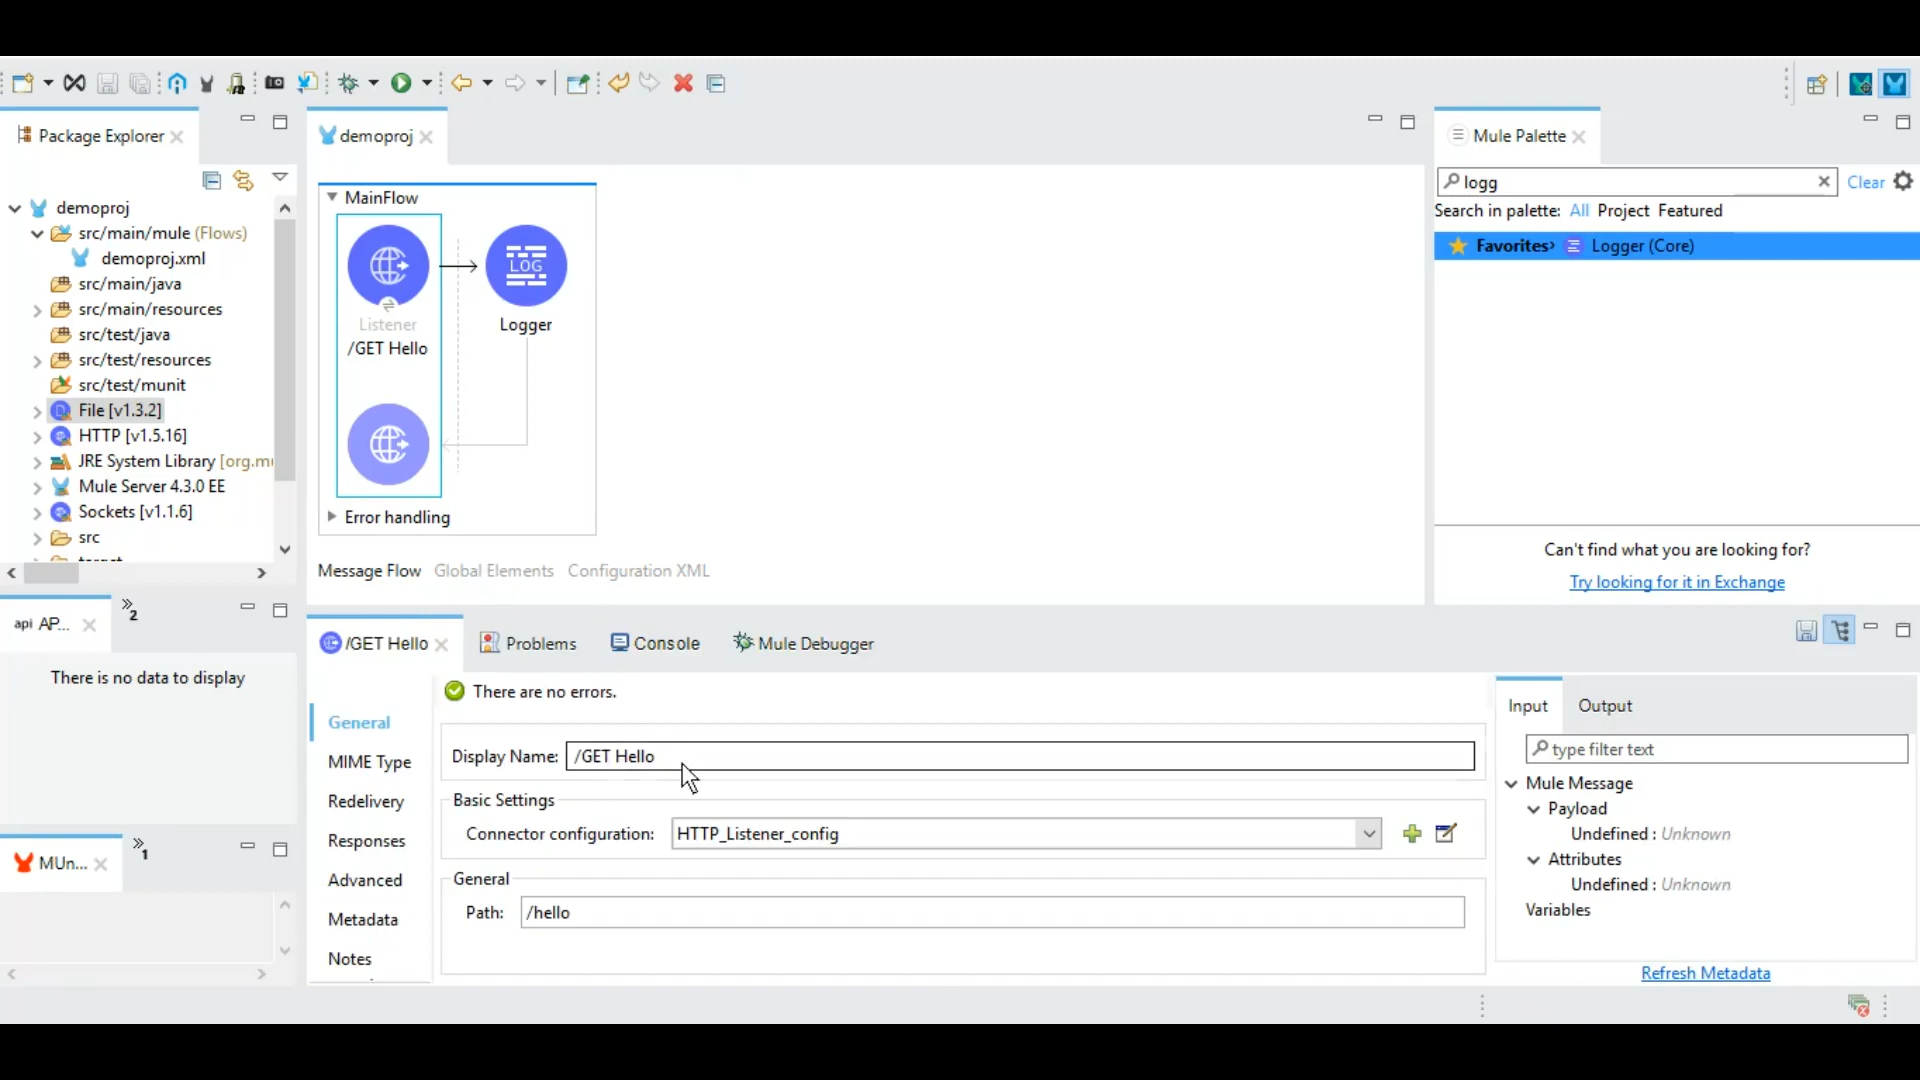 Package Explorer
demoproj
src/main/mule (Flows)
demoproj.xml
src/main/java
src/main/resources
src/test/java
src/test/resources
src/test/munit
File [v1.3.2]
HTTP [v1.5.16]
JRE System Library [org.mu
Mule Server 4.3.0 EE
Sockets [v1.1.6]
src
api AP...
2
There is no data to display
MUn...
1
demoproj
MainFlow
LOG
Listener
/GET Hello
Logger
Error handling
Message Flow Global Elements Configuration XML
Mule Palette
logg
Clear
Search in palette: All Project Featured
Favorites Logger (Core)
Can't find what you are looking for?
Try looking for it in Exchange
/GET Hello Problems Console Mule Debugger
General
MIME Type
Redelivery
Responses
Advanced
Metadata
Notes
There are no errors.
Display Name: /GET Hello
Basic Settings
Connector configuration: HTTP_Listener_config
General
Path: /hello
Input Output
type filter text
Mule Message
Payload
Undefined : Unknown
Attributes
Undefined : Unknown
Variables
Refresh Metadata